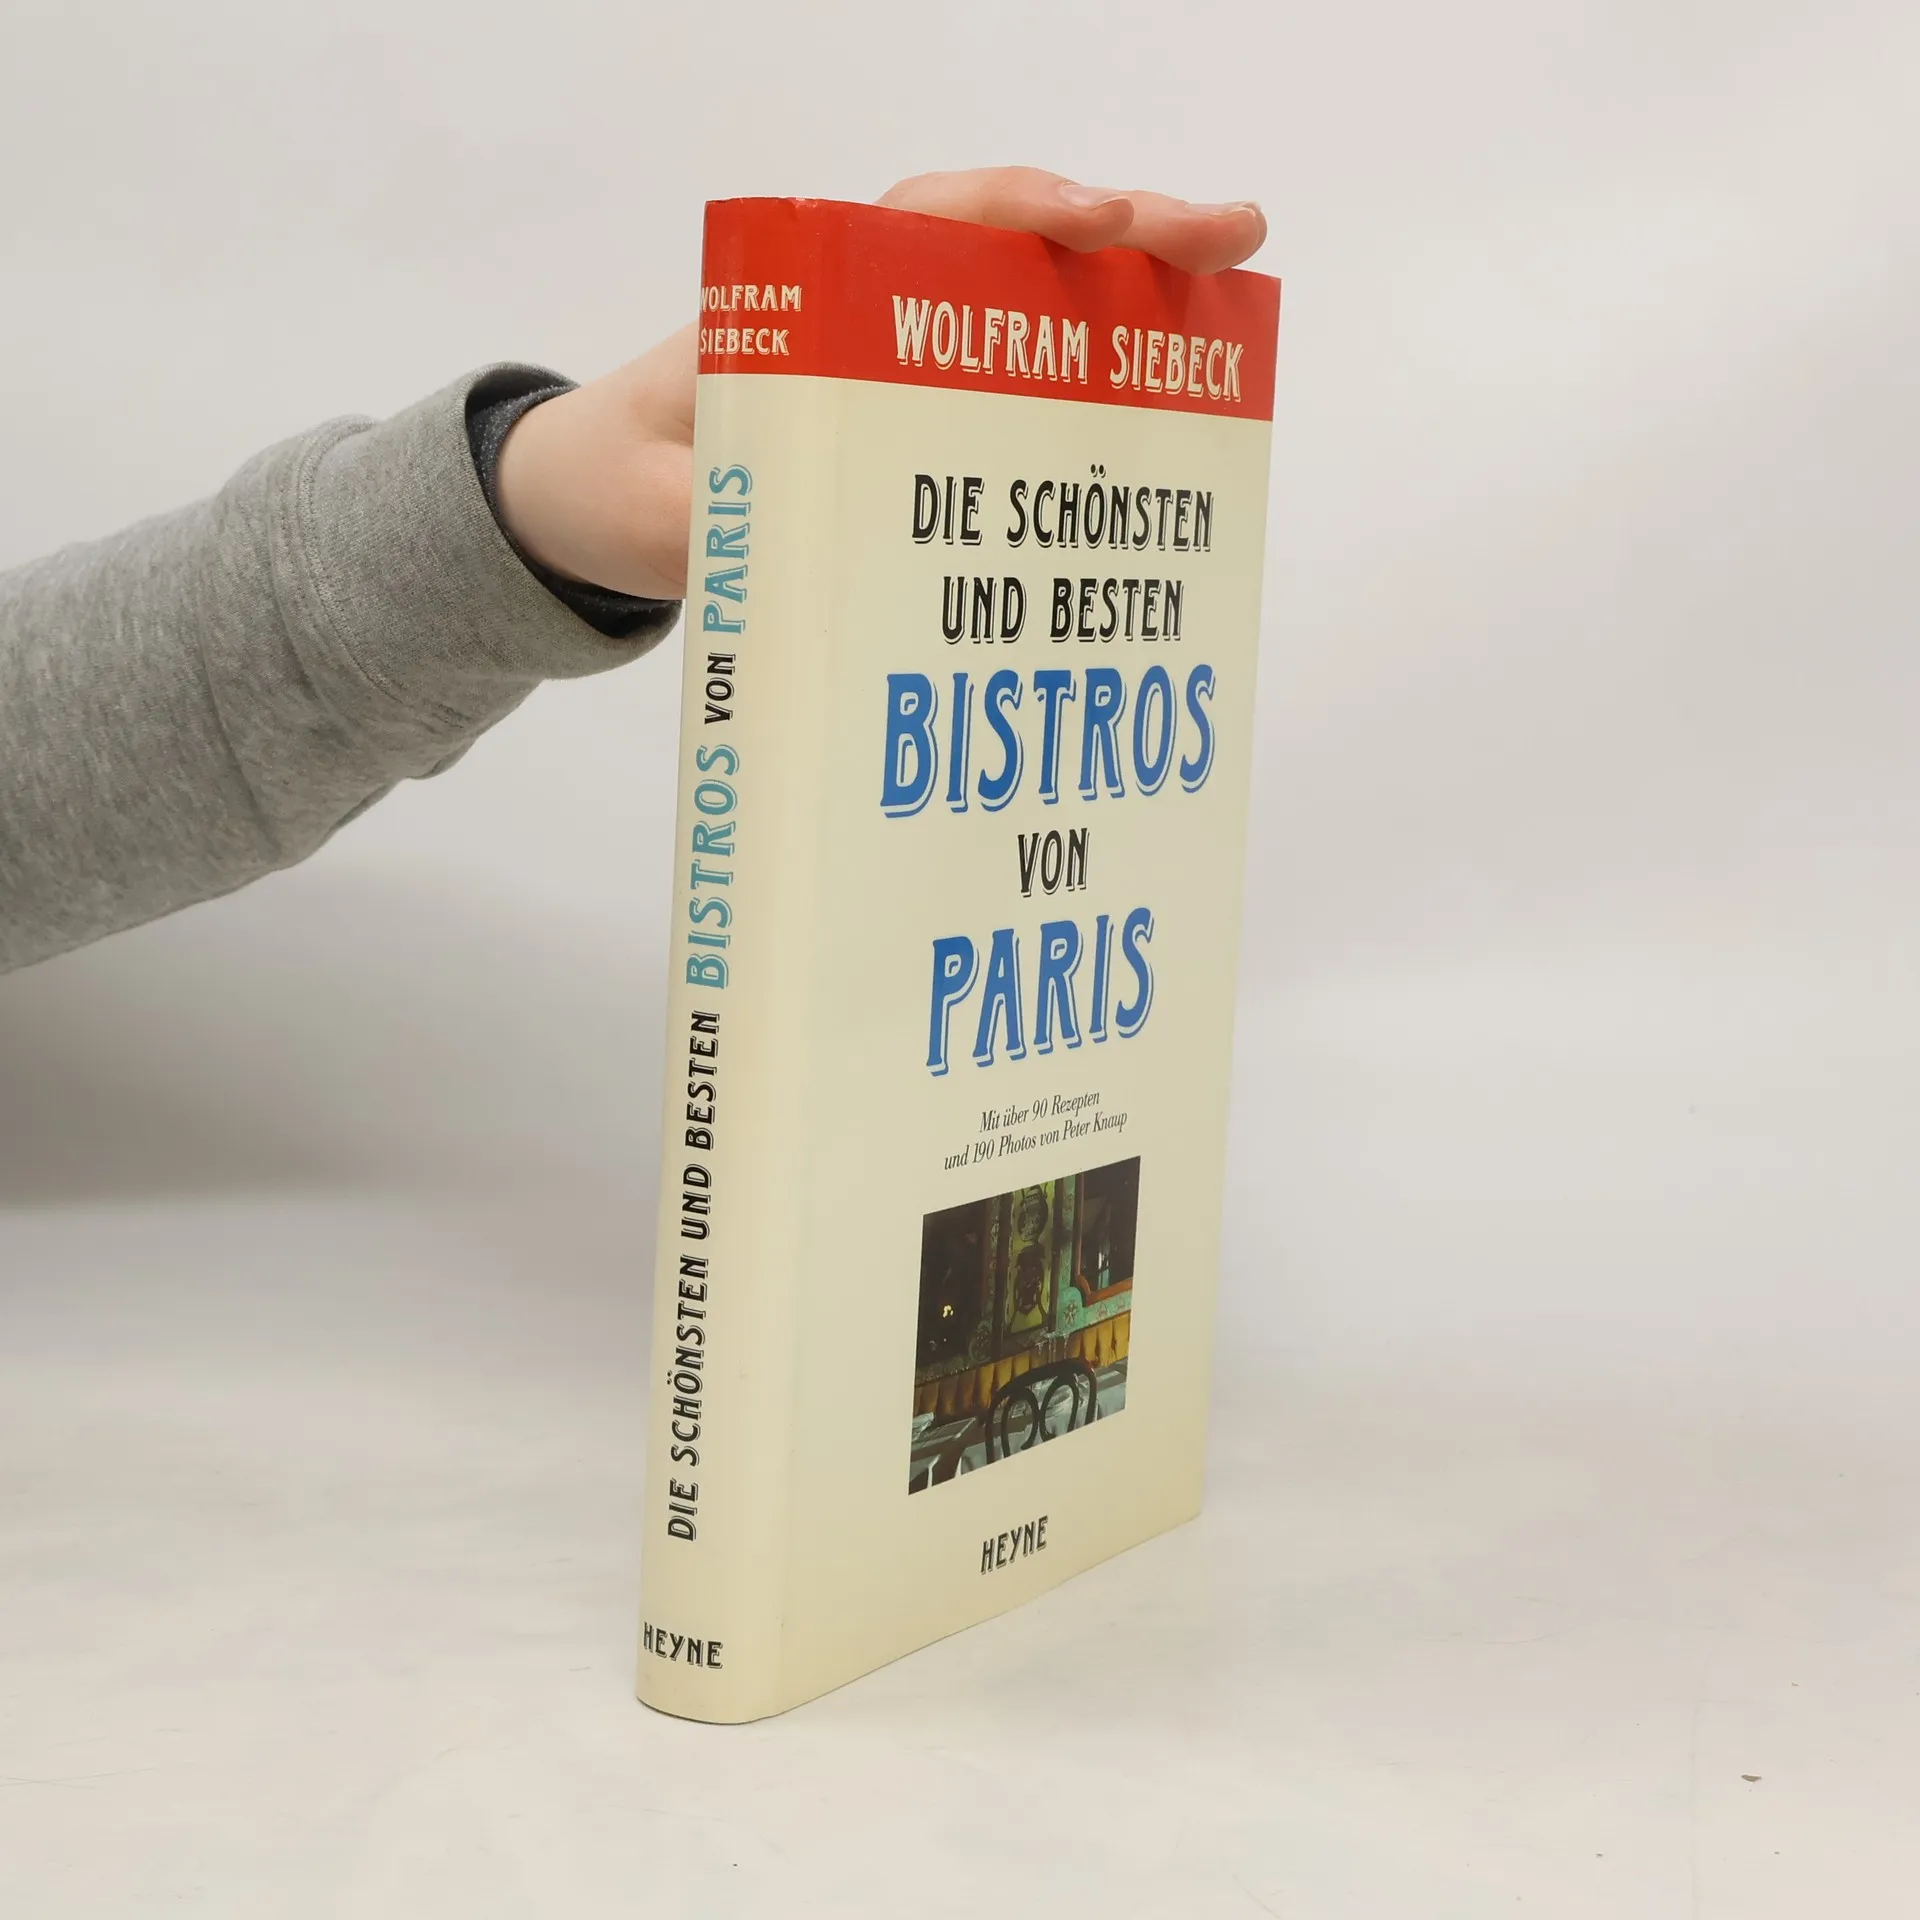 WOLFRAM
SIEBECK
DIE SCHÖNSTEN UND BESTEN BISTROS VON PARIS
HEYNE
WOLFRAM SIEBECK
DIE SCHÖNSTEN
UND BESTEN
BISTROS
VON
PARIS
Mit über 90 Rezepten
und 190 Photos von Peter Knaup
HEYNE